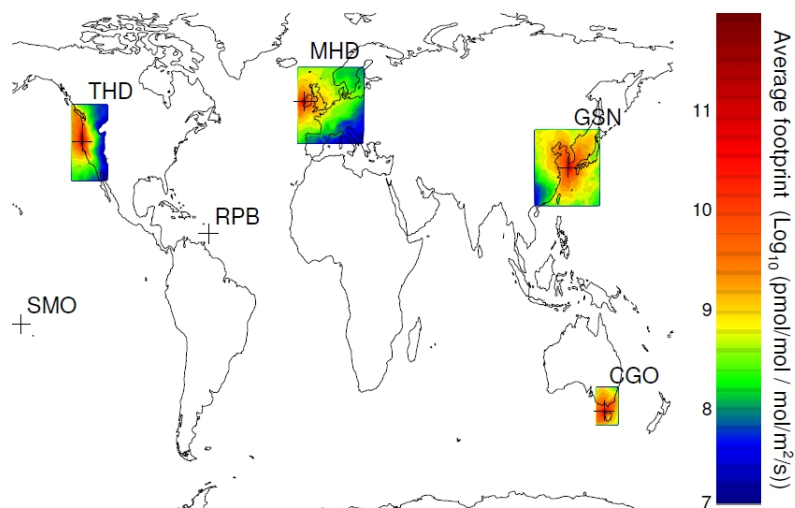 MHD
THD
GSN
RPB
SMO
CGO
11
10
9
8
7
Average footprint (Log₁₀ (pmol/mol / mol/m²/s))